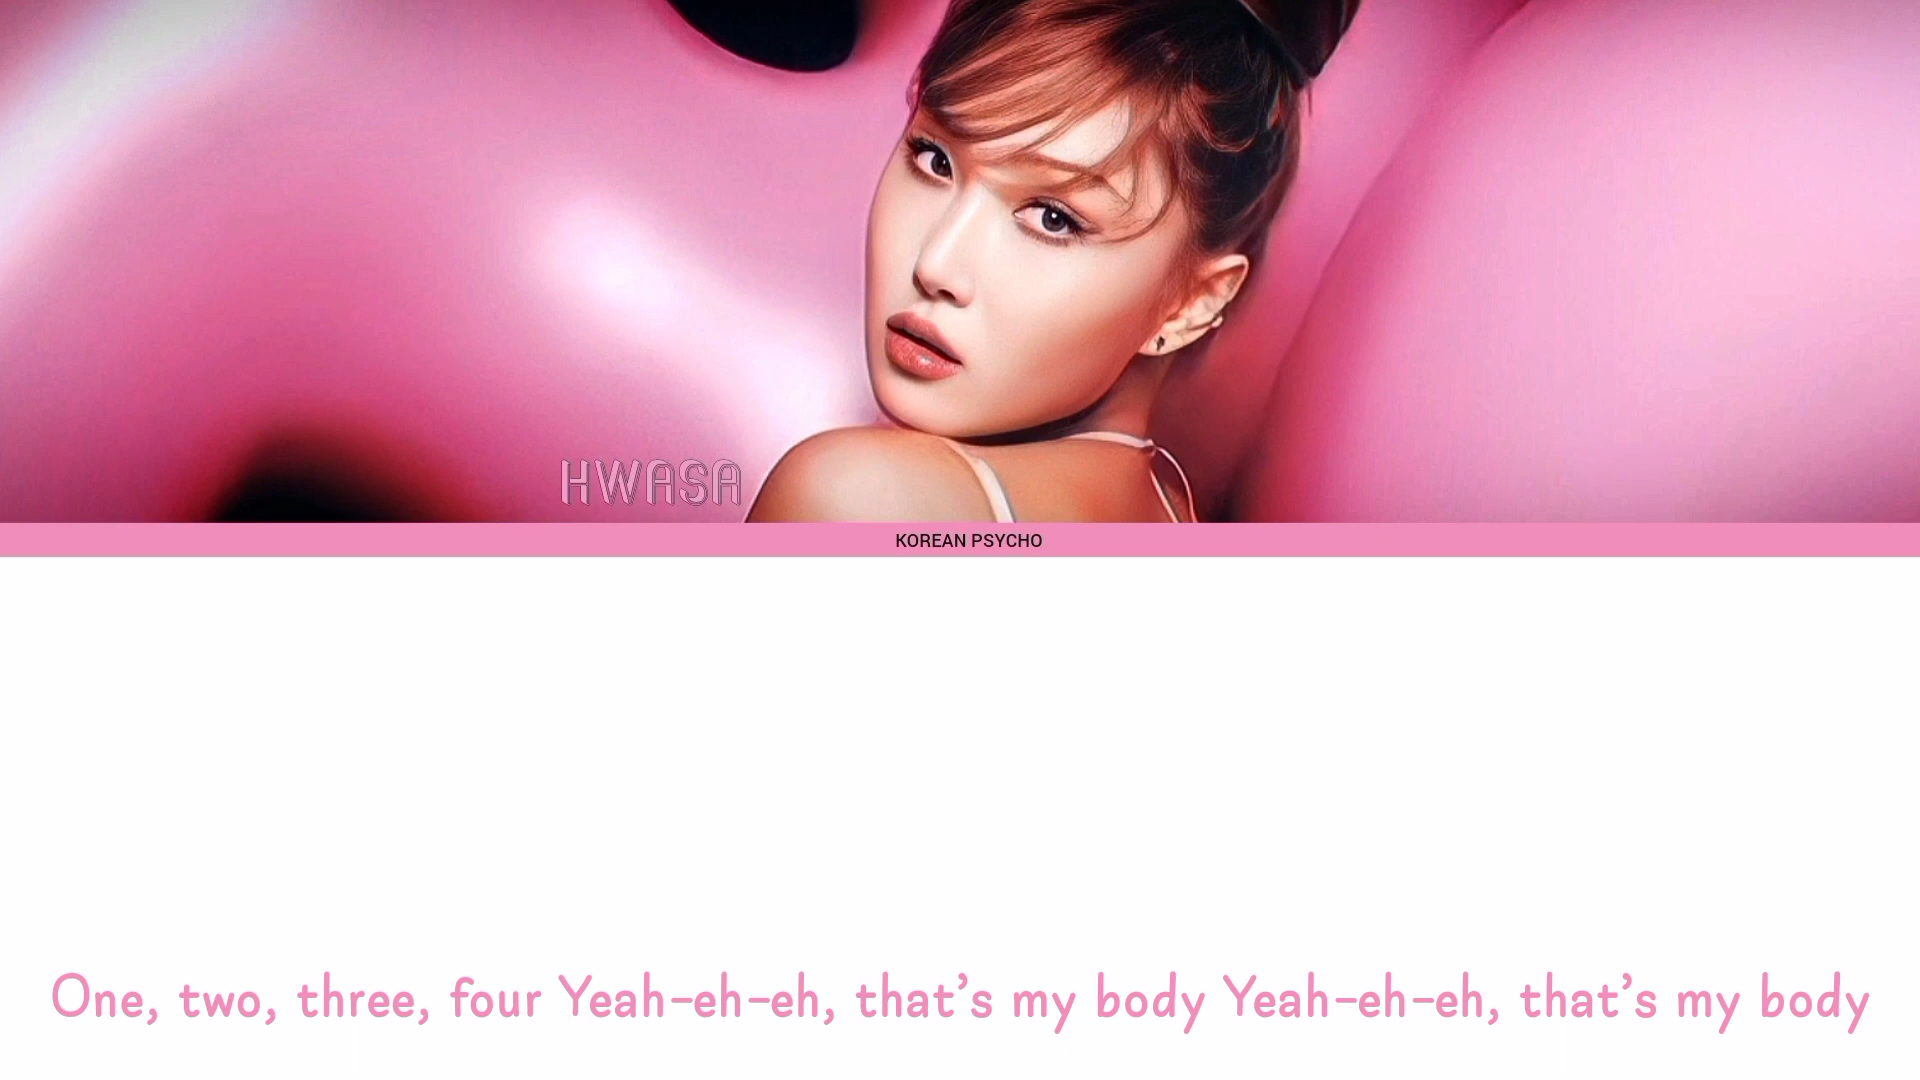 HWASA
KOREAN PSYCHO
One, two, three, four Yeah-eh-eh, that's my body Yeah-eh-eh, that's my body